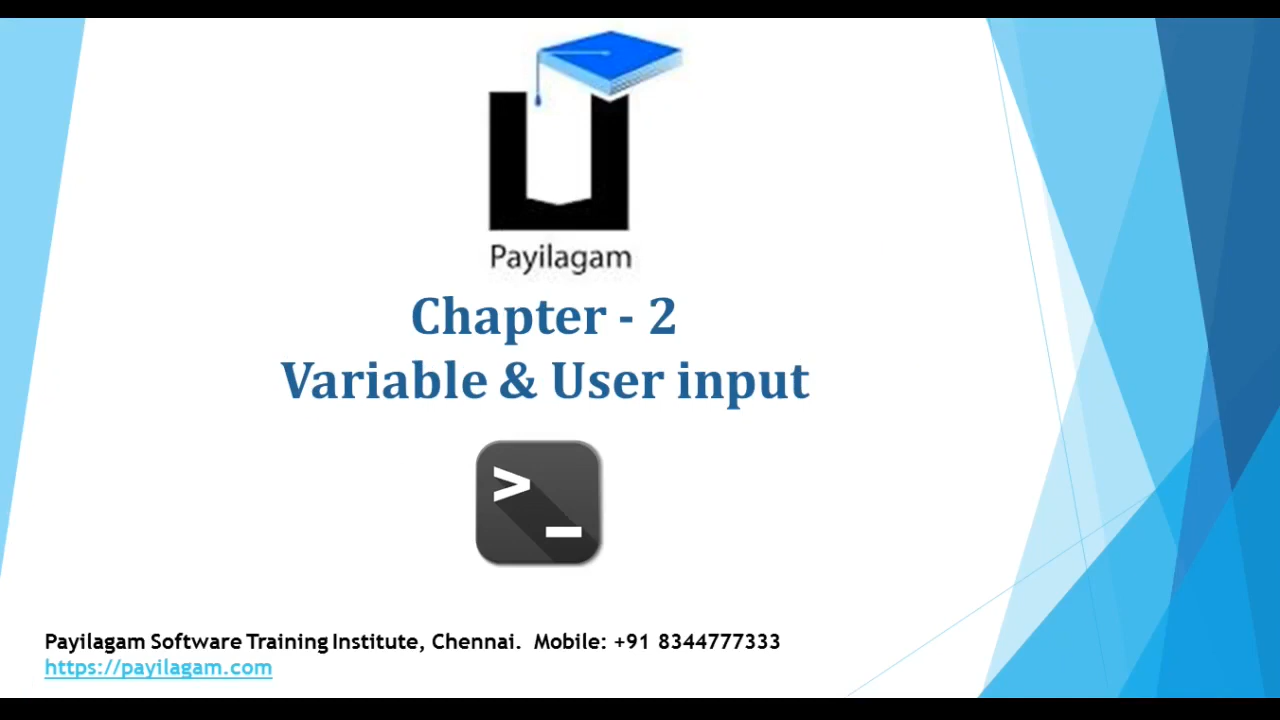 Payilagam
Chapter - 2
Variable & User input
>_
Payilagam Software Training Institute, Chennai. Mobile: +91 8344777333
https://payilagam.com